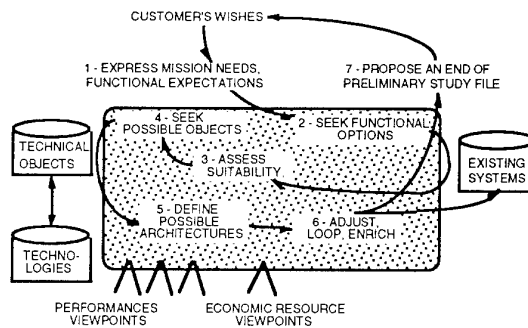 CUSTOMER'S WISHES
1 - EXPRESS MISSION NEEDS,
FUNCTIONAL EXPECTATIONS
7 - PROPOSE AN END OF
PRELIMINARY STUDY FILE
4 - SEEK
POSSIBLE OBJECTS
2 - SEEK FUNCTIONAL
OPTIONS
TECHNICAL
OBJECTS
3 - ASSESS
SUITABILITY
EXISTING
SYSTEMS
5 - DEFINE
POSSIBLE
ARCHITECTURES
6 - ADJUST,
LOOP, ENRICH
TECHNO-
LOGIES
PERFORMANCES
VIEWPOINTS
ECONOMIC RESOURCE
VIEWPOINTS